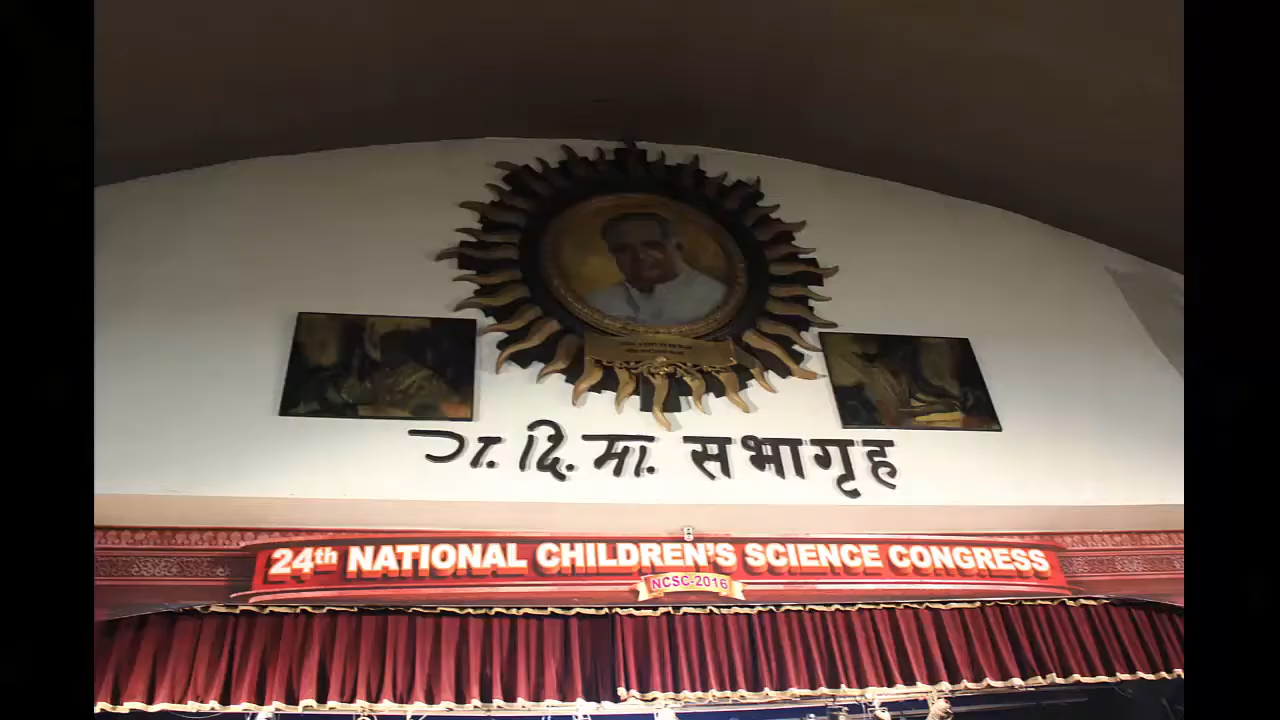 ग. दि. मा. सभागृह
24th NATIONAL CHILDREN'S SCIENCE CONGRESS
NCSC-2016